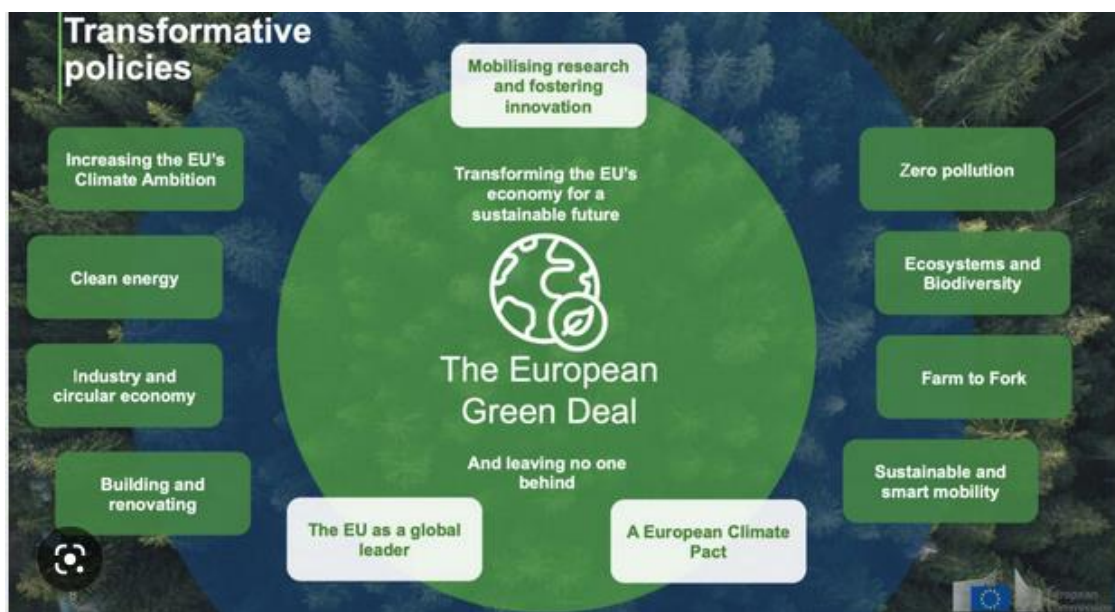 Transformative
policies
Mobilising research
and fostering
innovation
Increasing the EU's
Climate Ambition
Clean energy
Industry and
circular economy
Building and
renovating
Transforming the EU's
economy for a
sustainable future
The European
Green Deal
And leaving no one
behind
The EU as a global
leader
A European Climate
Pact
Zero pollution
Ecosystems and
Biodiversity
Farm to Fork
Sustainable and
smart mobility
European